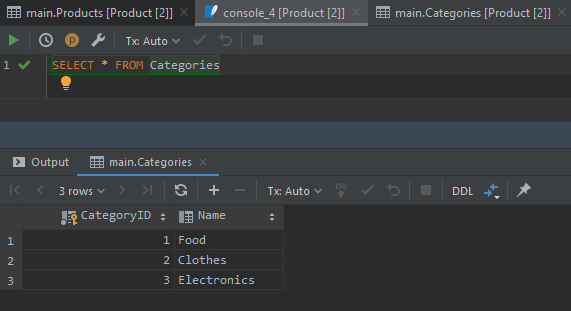 main.Products [Product [2]] console_4 [Product [2]] main.Categories [Product [2]]
Tx: Auto
1 SELECT * FROM Categories
Output main.Categories
3 rows Tx: Auto DB DDL
CategoryID Name
1 1 Food
2 2 Clothes
3 3 Electronics